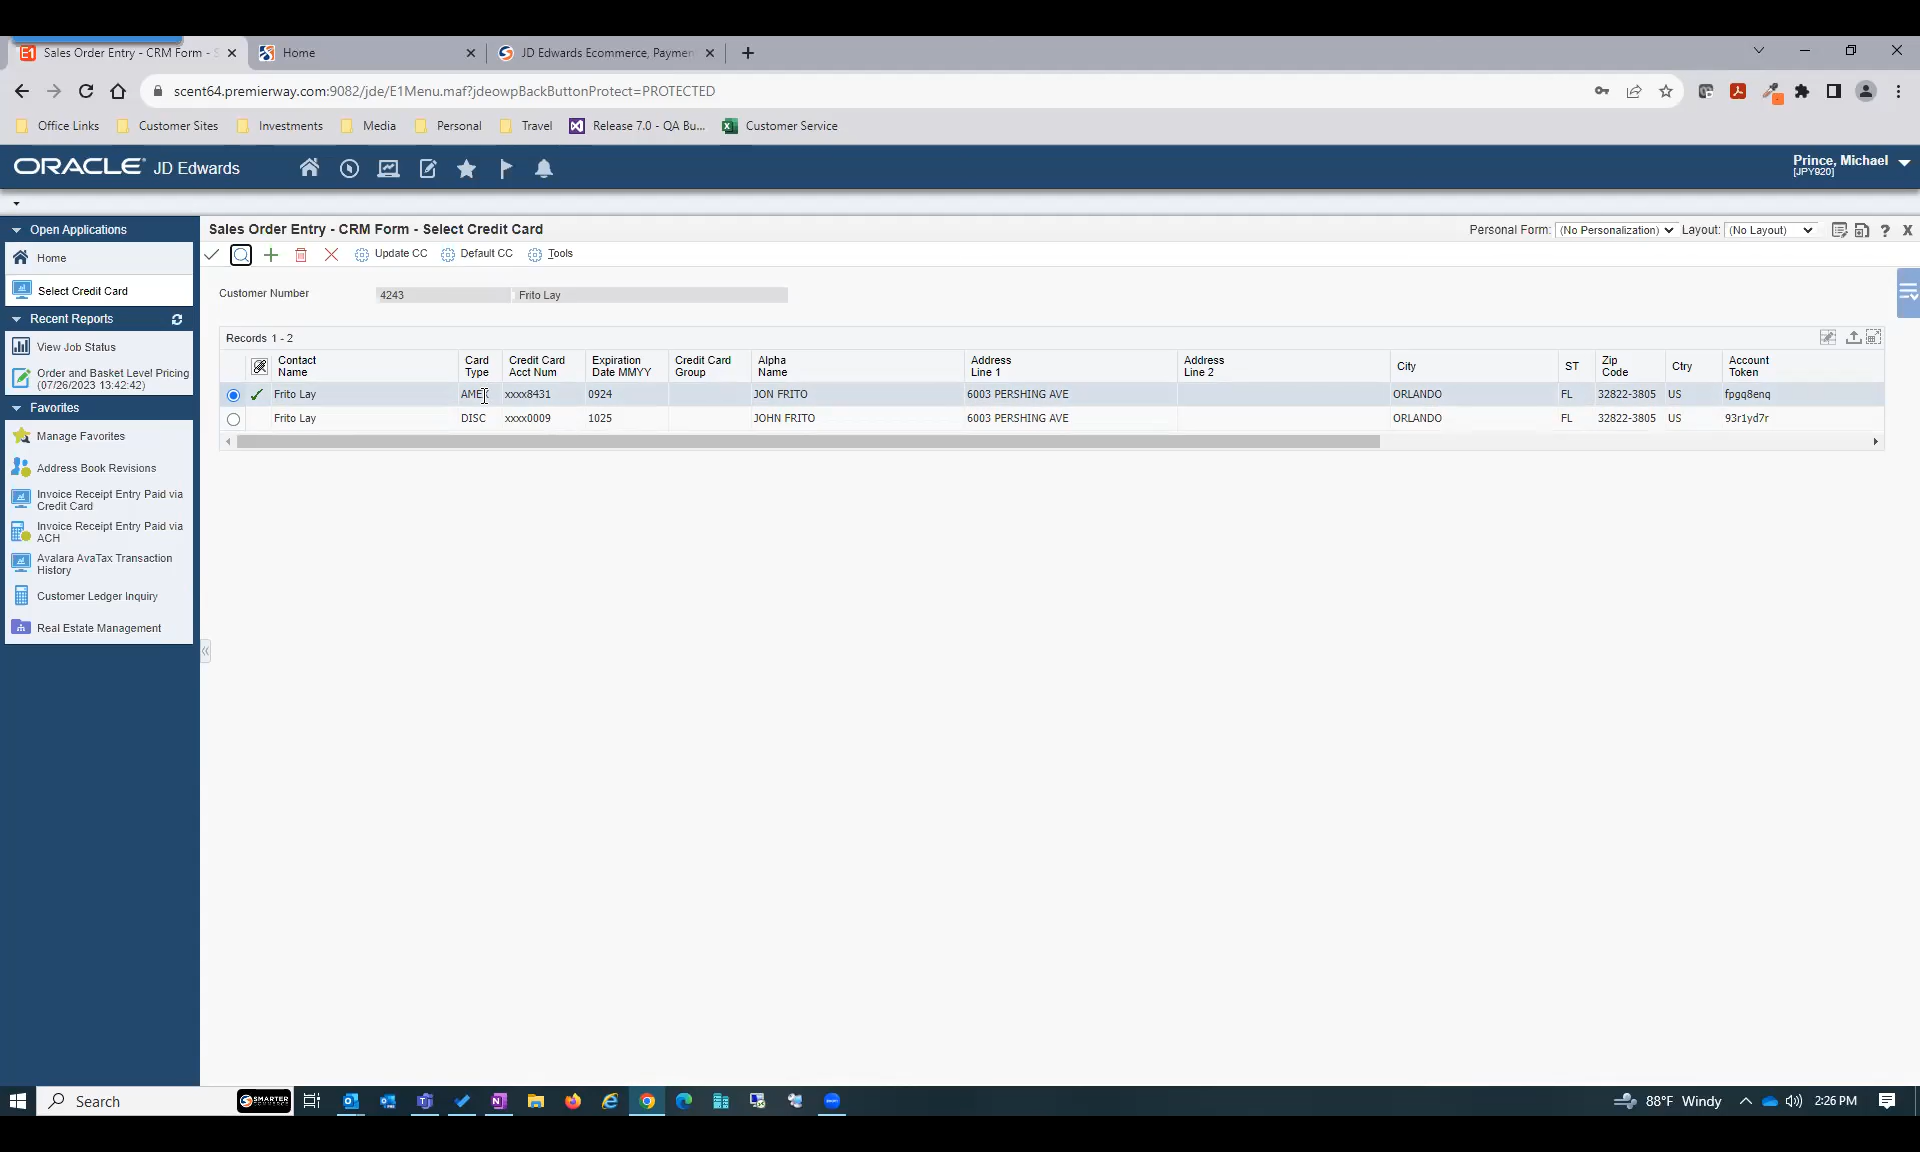 Sales Order Entry - CRM Form - S
Home
JD Edwards Ecommerce, Paymen
scent64.premierway.com:9082/jde/E1Menu.maf?jdeowpBackButtonProtect=PROTECTED
Office Links
Customer Sites
Investments
Media
Personal
Travel
Release 7.0 - QA Bu...
Customer Service
ORACLE JD Edwards
Prince, Michael
[JPY920]
Open Applications
Home
Select Credit Card
Recent Reports
View Job Status
Order and Basket Level Pricing
(07/26/2023 13:42:42)
Favorites
Manage Favorites
Address Book Revisions
Invoice Receipt Entry Paid via
Credit Card
Invoice Receipt Entry Paid via
ACH
Avalara AvaTax Transaction
History
Customer Ledger Inquiry
Real Estate Management
Sales Order Entry - CRM Form - Select Credit Card
Personal Form: (No Personalization) Layout: (No Layout)
Update CC Default CC Tools
Customer Number 4243 Frito Lay
Records 1 - 2
Contact Name Card Type Credit Card Acct Num Expiration Date MMYY Credit Card Group Alpha Name Address Line 1 Address Line 2 City ST Zip Code Ctry Account Token
Frito Lay AMEX xxxx8431 0924 JON FRITO 6003 PERSHING AVE ORLANDO FL 32822-3805 US fpgq8enq
Frito Lay DISC xxxx0009 1025 JOHN FRITO 6003 PERSHING AVE ORLANDO FL 32822-3805 US 93r1yd7r
Search
SMARTER
88°F Windy
2:26 PM